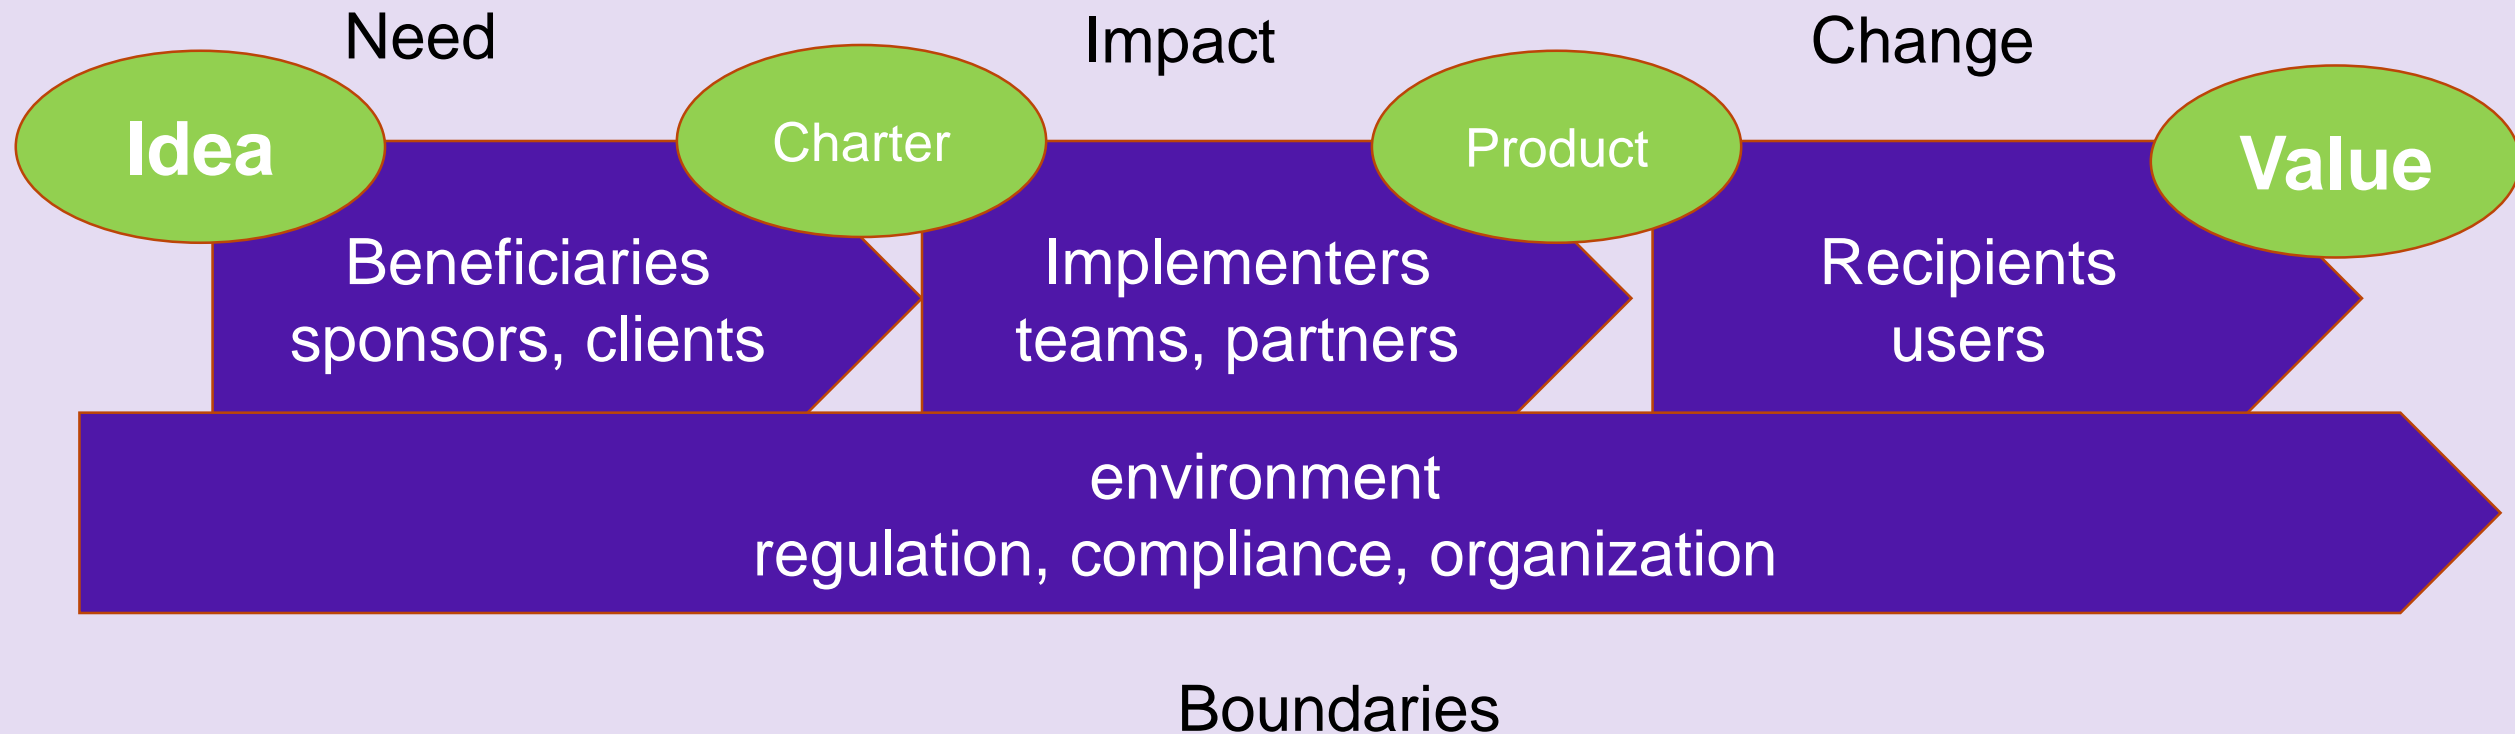 Need
Impact
Change
Idea
Charter
Product
Value
Beneficiaries
sponsors, clients
Implementers
teams, partners
Recipients
users
environment
regulation, compliance, organization
Boundaries